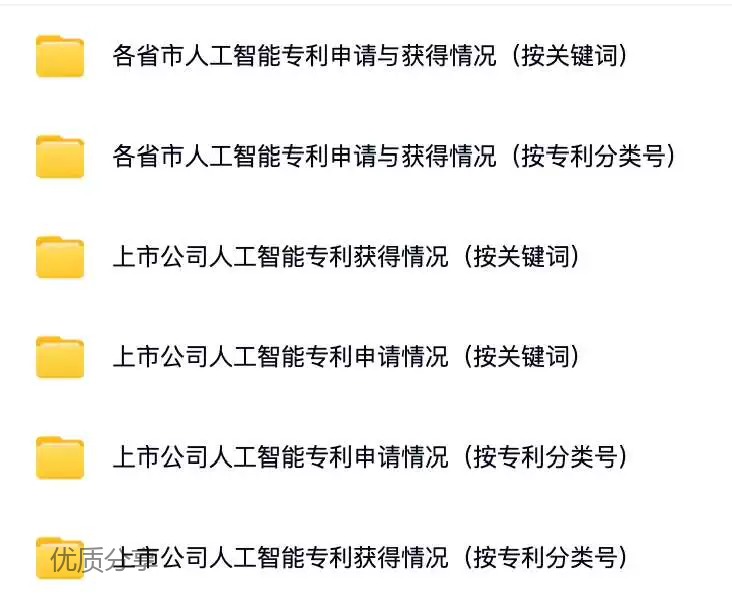 各省市人工智能专利申请与获得情况（按关键词）
各省市人工智能专利申请与获得情况（按专利分类号）
上市公司人工智能专利获得情况（按关键词）
上市公司人工智能专利申请情况（按关键词）
上市公司人工智能专利申请情况（按专利分类号）
上市公司人工智能专利获得情况（按专利分类号）
优质分享